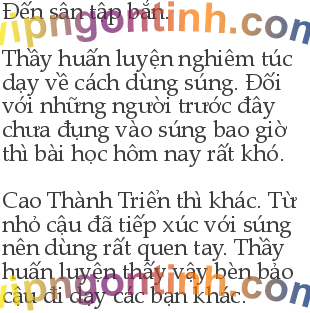 Đến sân tập bắn.
vipngontinh.com
Thầy huấn luyện nghiêm túc
dạy về cách dùng súng. Đối
với những người trước đây
chưa đụng vào súng bao giờ
thì bài học hôm nay rất khó.
Cao Thành Triển thì khác. Từ
nhỏ cậu đã tiếp xúc với súng
nên dùng rất quen tay. Thầy
huấn luyện thấy vậy bèn bảo
vipngontinh.com
cậu đi dạy các bạn khác.